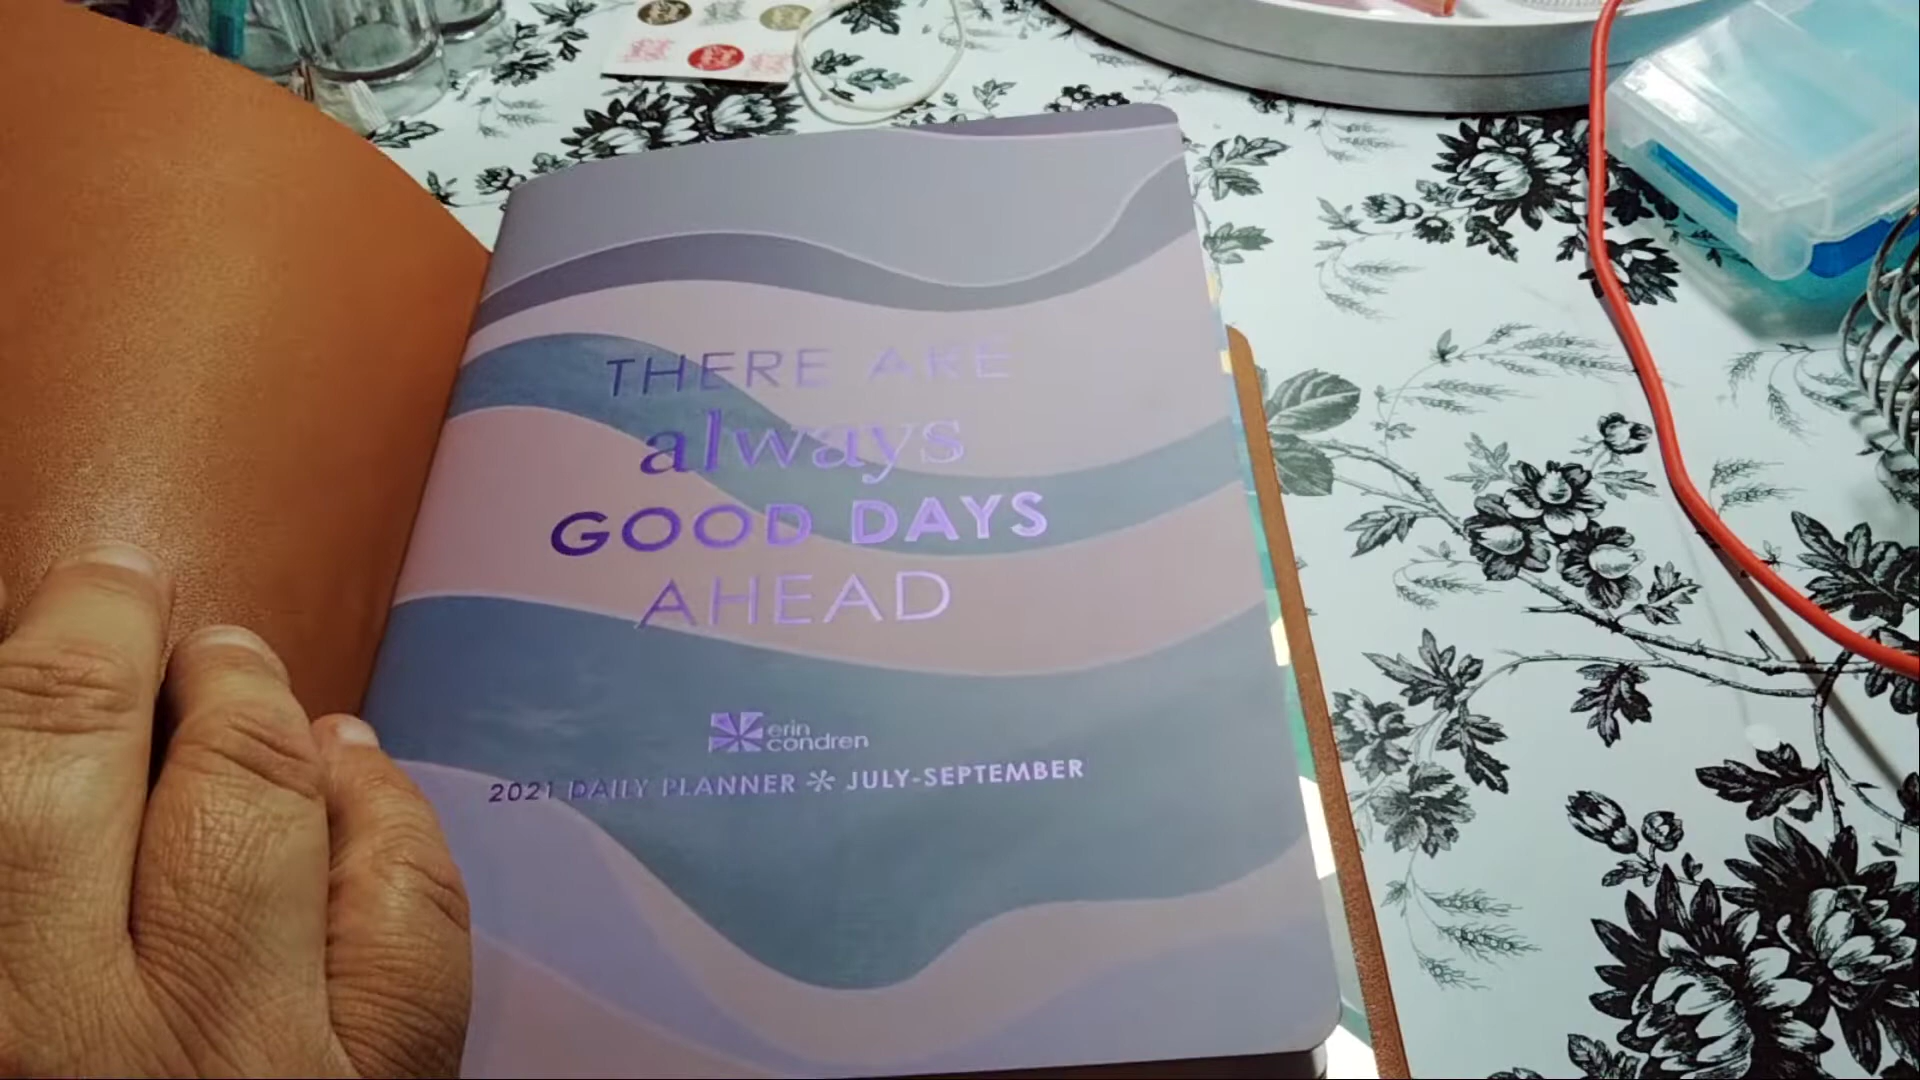 THERE ARE
always
GOOD DAYS
AHEAD
erin
condren
2021 DAILY PLANNER * JULY-SEPTEMBER